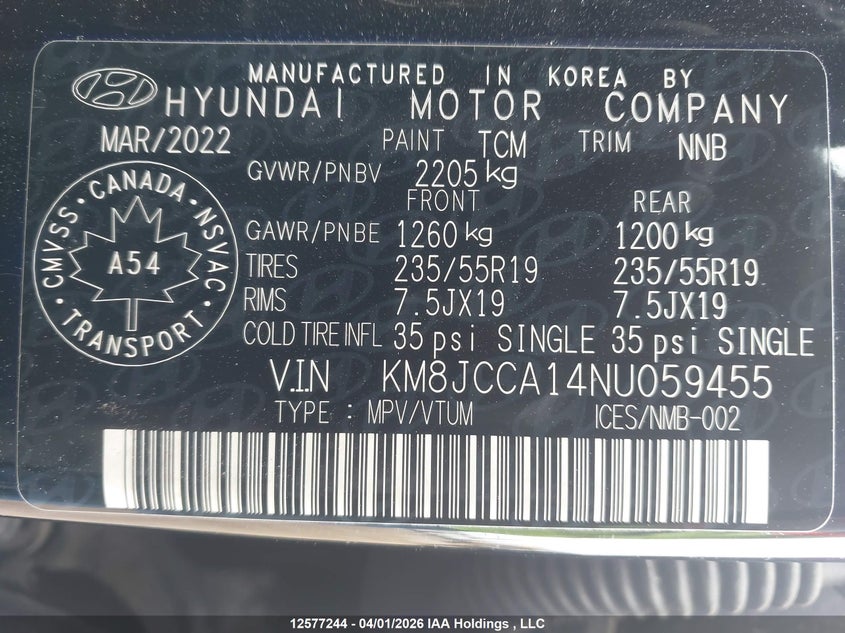 MANUFACTURED IN KOREA BY
HYUNDAI MOTOR COMPANY
MAR/2022 PAINT TCM TRIM NNB
GVWR/PNBV 2205 kg
FRONT REAR
GAWR/PNBE 1260 kg 1200 kg
TIRES 235/55R19 235/55R19
RIMS 7.5JX19 7.5JX19
COLD TIRE INFL 35 psi SINGLE 35 psi SINGLE
V.I.N KM8JCCA14NU059455
TYPE : MPV/VTUM ICES/NMB-002
CMVSS • CANADA • NSVAC • TRANSPORT •
A54
12577244 - 04/01/2026 IAA Holdings , LLC